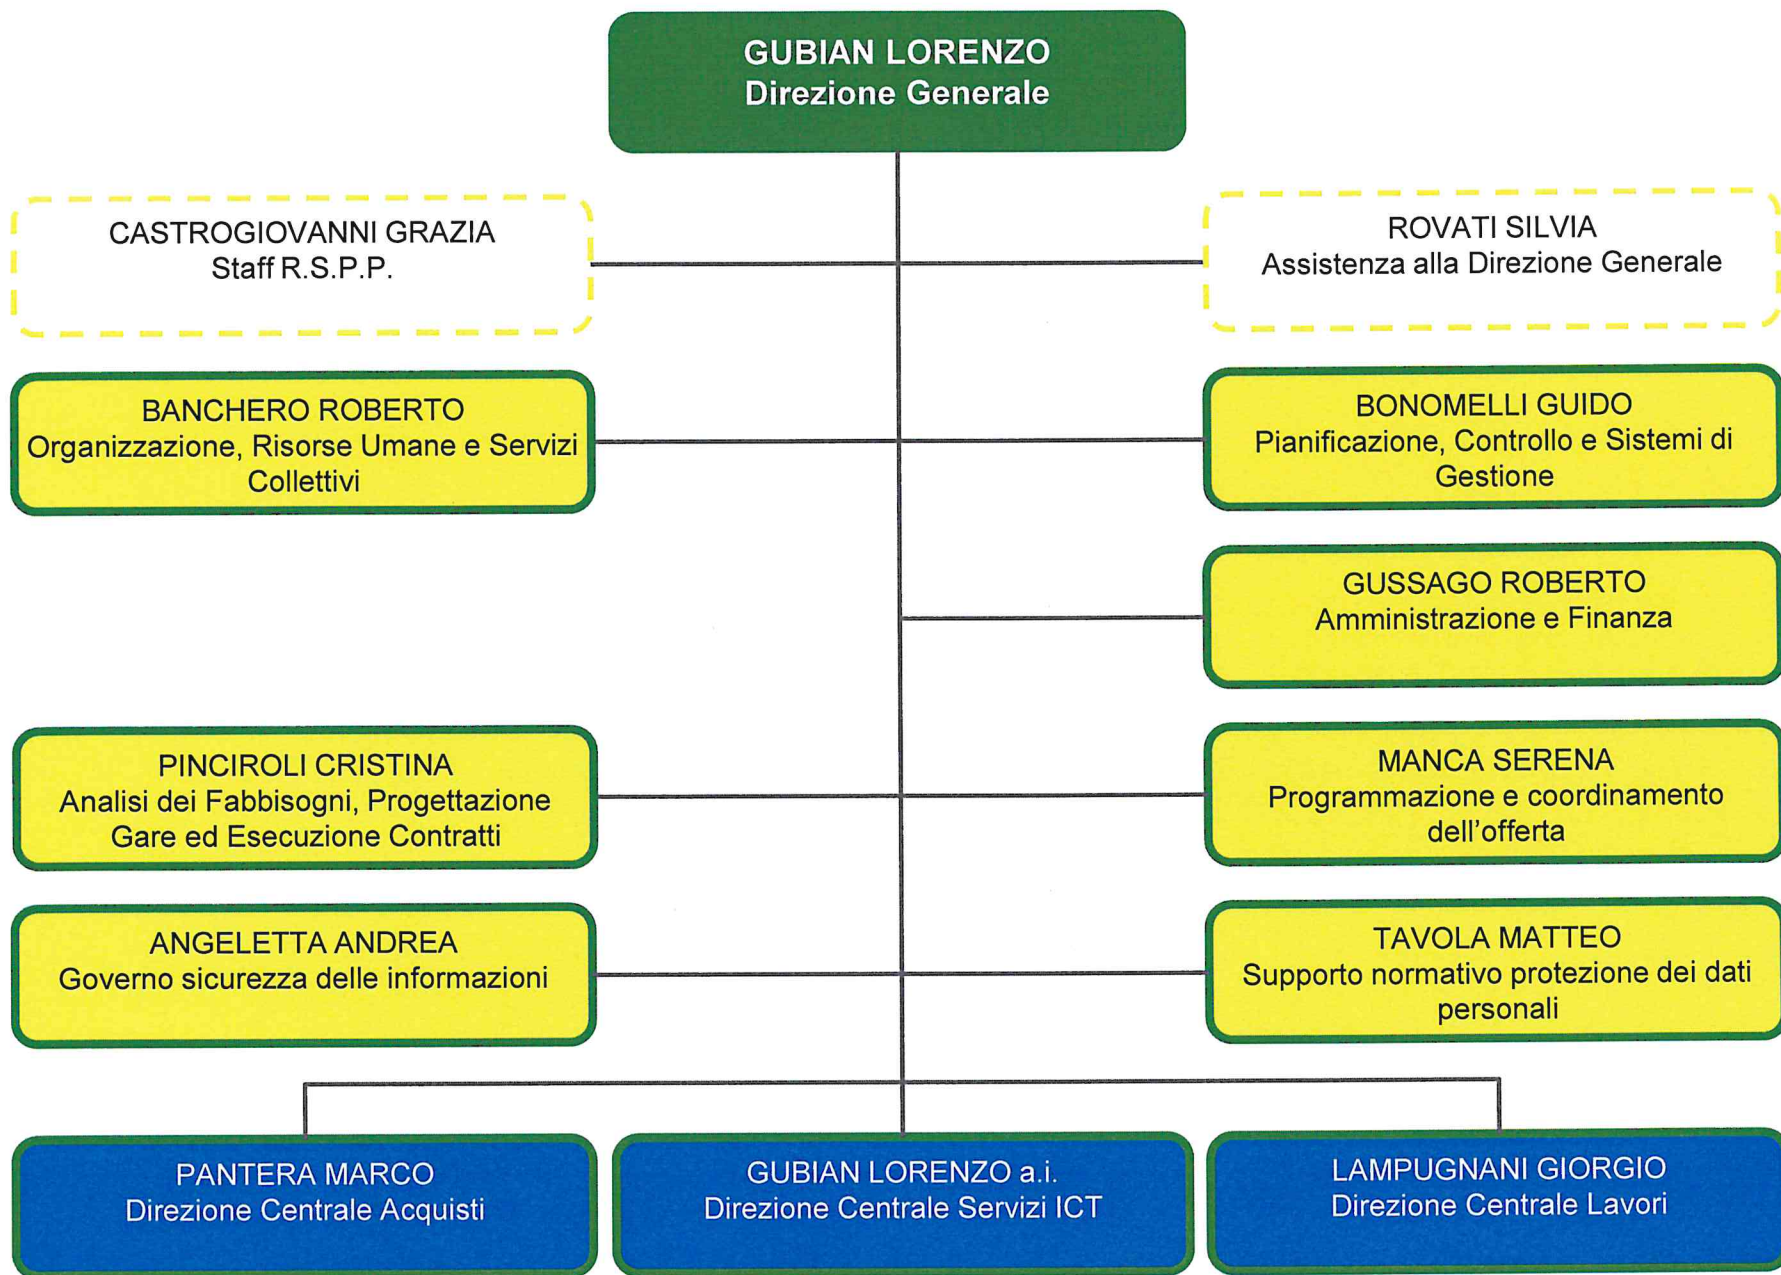 GUBIAN LORENZO
Direzione Generale
CASTROGIOVANNI GRAZIA
Staff R.S.P.P.
ROVATI SILVIA
Assistenza alla Direzione Generale
BANCHERO ROBERTO
Organizzazione, Risorse Umane e Servizi
Collettivi
BONOMELLI GUIDO
Pianificazione, Controllo e Sistemi di
Gestione
GUSSAGO ROBERTO
Amministrazione e Finanza
PINCIROLI CRISTINA
Analisi dei Fabbisogni, Progettazione
Gare ed Esecuzione Contratti
MANCA SERENA
Programmazione e coordinamento
dell'offerta
ANGELETTA ANDREA
Governo sicurezza delle informazioni
TAVOLA MATTEO
Supporto normativo protezione dei dati
personali
PANTERA MARCO
Direzione Centrale Acquisti
GUBIAN LORENZO a.i.
Direzione Centrale Servizi ICT
LAMPUGNANI GIORGIO
Direzione Centrale Lavori